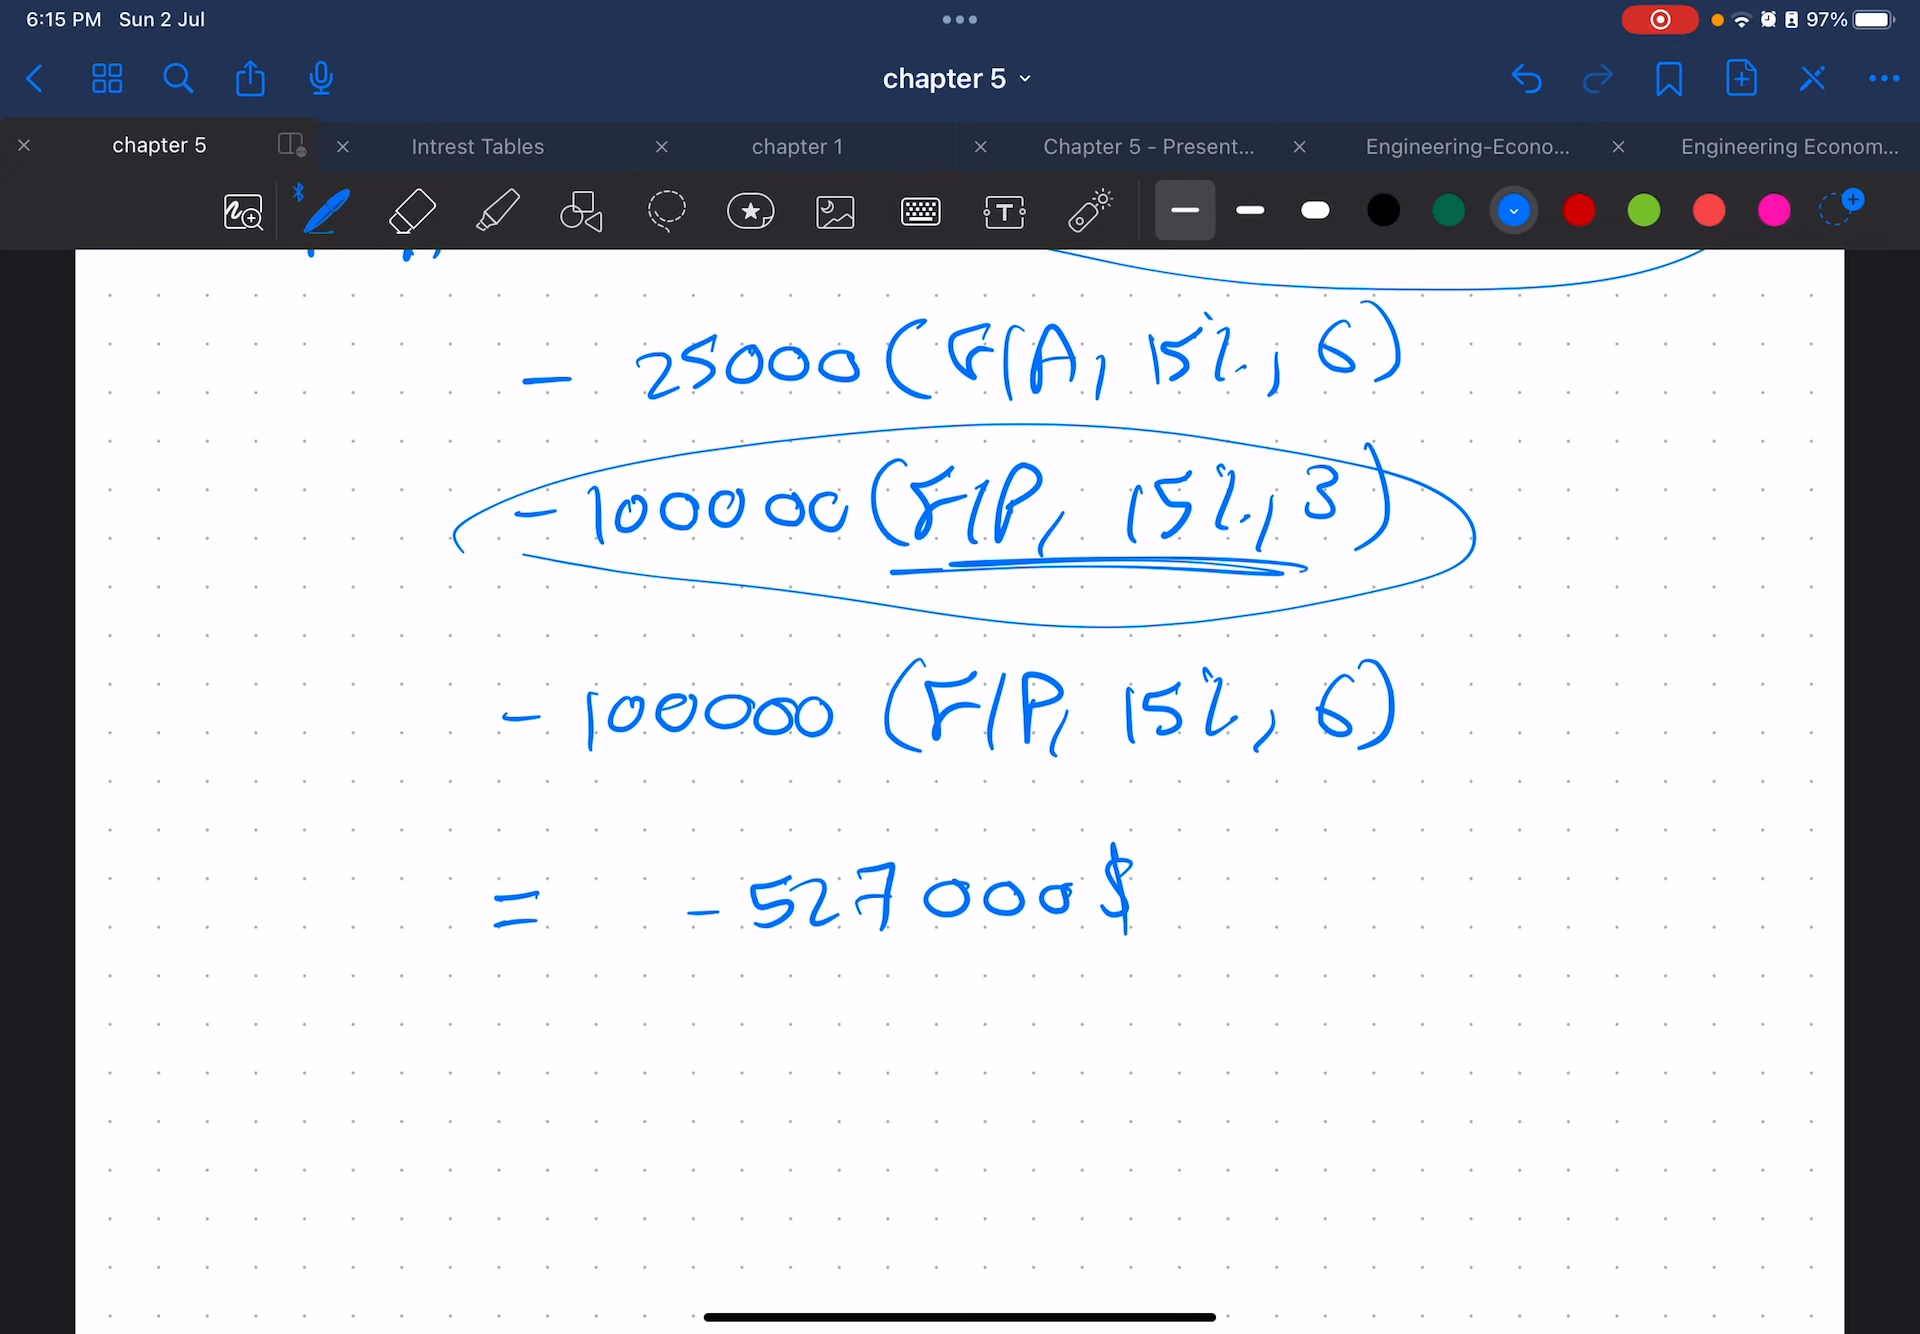 6:15 PM Sun 2 Jul
97%
chapter 5
chapter 5
Intrest Tables
chapter 1
Chapter 5 - Present...
Engineering-Econo...
Engineering Econom...
T
- 25000 (F/A, 15%, 6)
- 100000 (F/P, 15%, 3)
- 100000 (F/P, 15%, 6)
= - 527000$